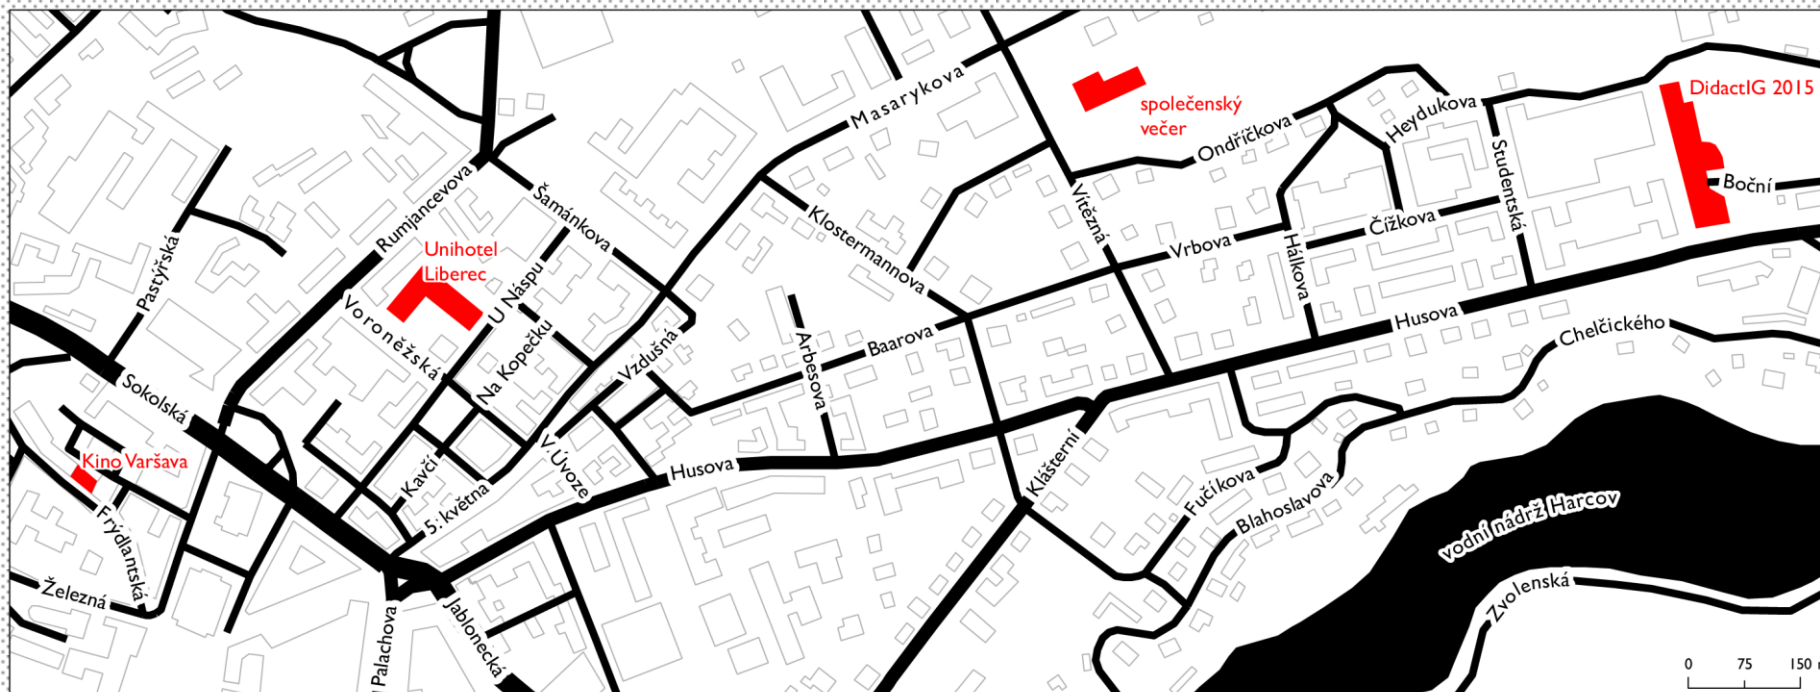 Masarykova
společenský
večer
DidactIG 2015
Ondříčkova
Heydukova
Studentská
Boční
Rumjancevova
Šamánkova
Klostermannova
Vítězná
Vrbova
Čížkova
Hálkova
Pastýřská
Unihotel
Liberec
U Náspu
Voroněžská
Na Kopečku
Vzdušná
Arbesova
Baarova
Husova
Chelčického
Sokolská
Kino Varšava
Kavčí
5. května
V Úvoze
Husova
Klášterní
Fučíkova
Blahoslavova
vodní nádrž Harcov
Frýdlantská
Železná
Palachova
Jablonecká
Zvolenská
0 75 150